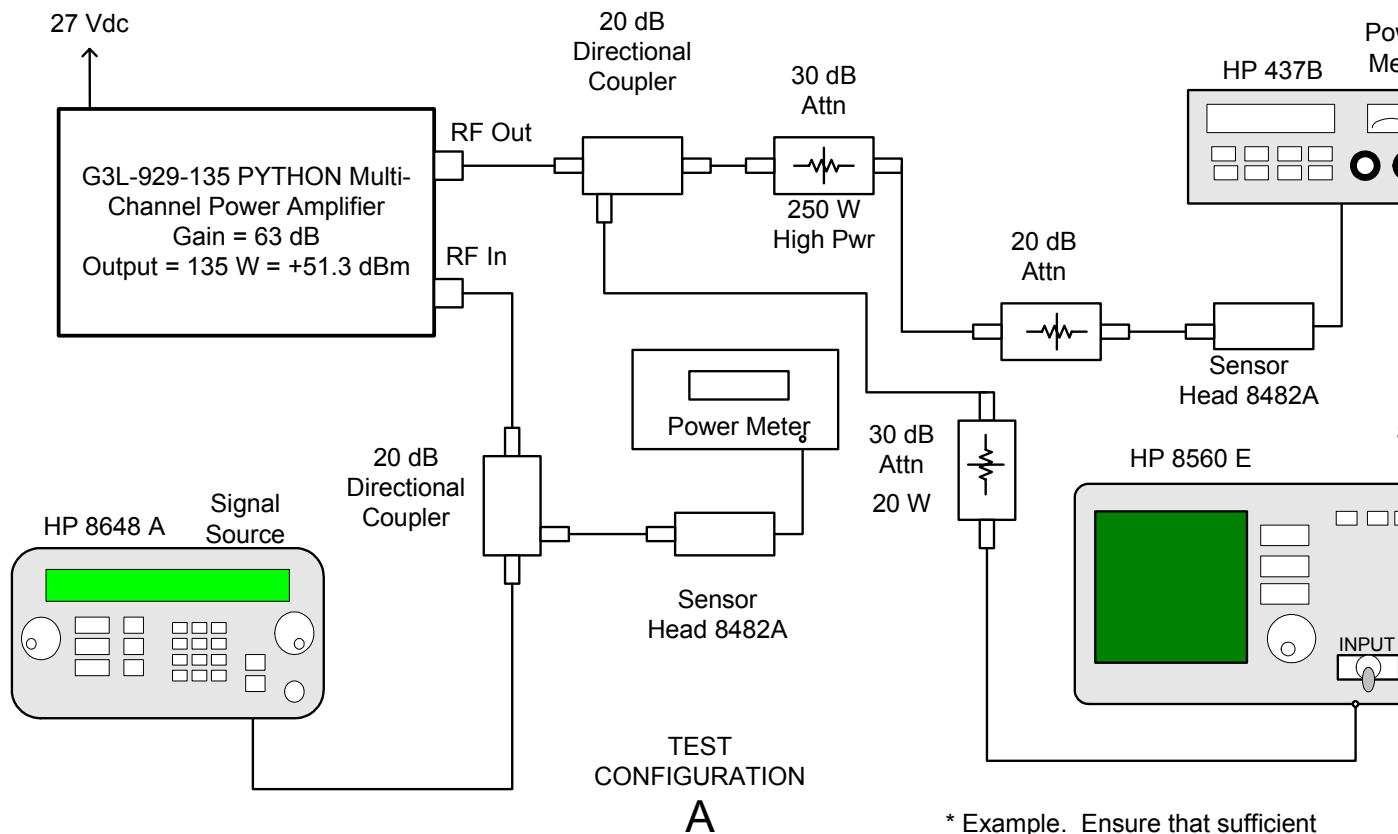 27 Vdc
G3L-929-135 PYTHON Multi-
Channel Power Amplifier
Gain = 63 dB
Output = 135 W = +51.3 dBm
RF Out
RF In
20 dB
Directional
Coupler
30 dB
Attn
250 W
High Pwr
HP 437B
20 dB
Attn
Sensor
Head 8482A
Power Meter
30 dB
Attn
20 W
HP 8560 E
INPUT
20 dB
Directional
Coupler
HP 8648 A
Signal
Source
Sensor
Head 8482A
TEST
CONFIGURATION
A
* Example. Ensure that sufficient